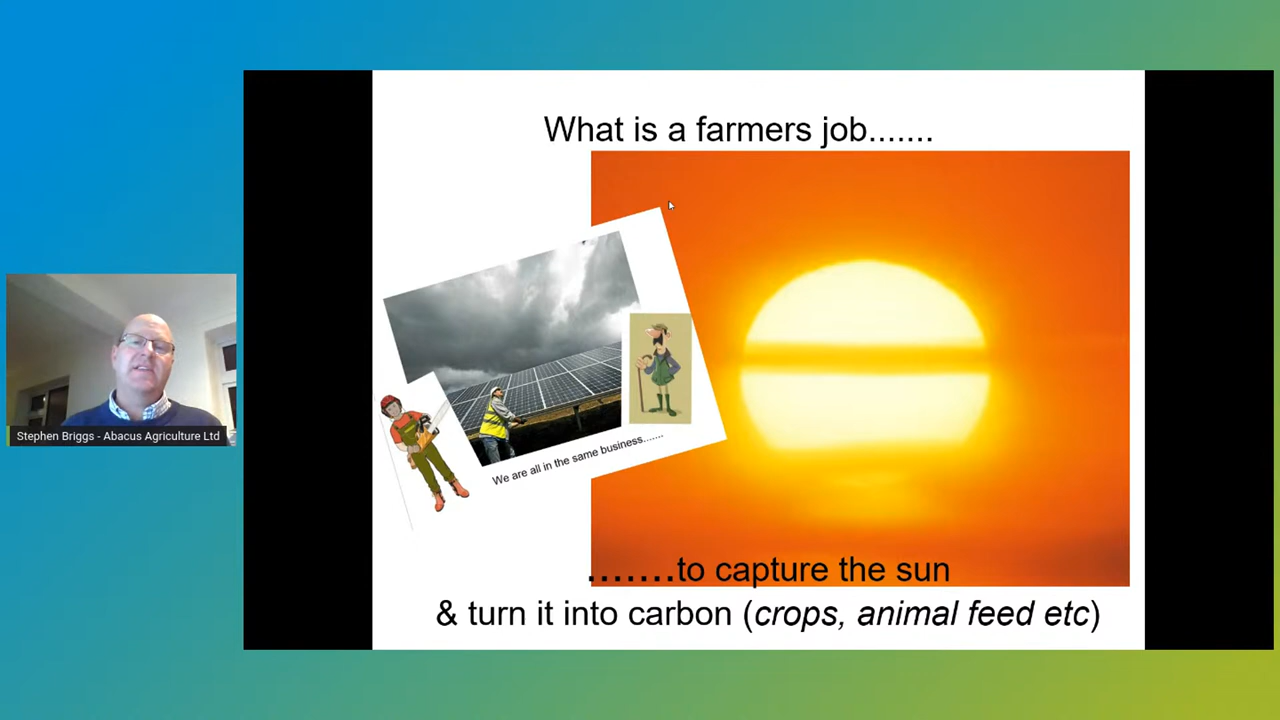 What is a farmers job.......
We are all in the same business.......
Stephen Briggs - Abacus Agriculture Ltd
.......to capture the sun
& turn it into carbon (crops, animal feed etc)